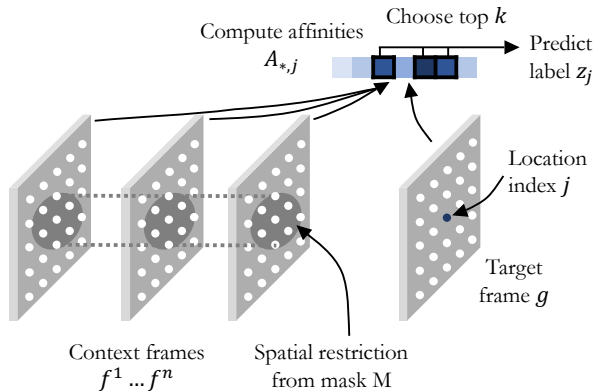 Choose top k
Compute affinities
A∗,j
Predict
label zj
Location
index j
Target
frame g
Context frames
f¹ … fⁿ
Spatial restriction
from mask M